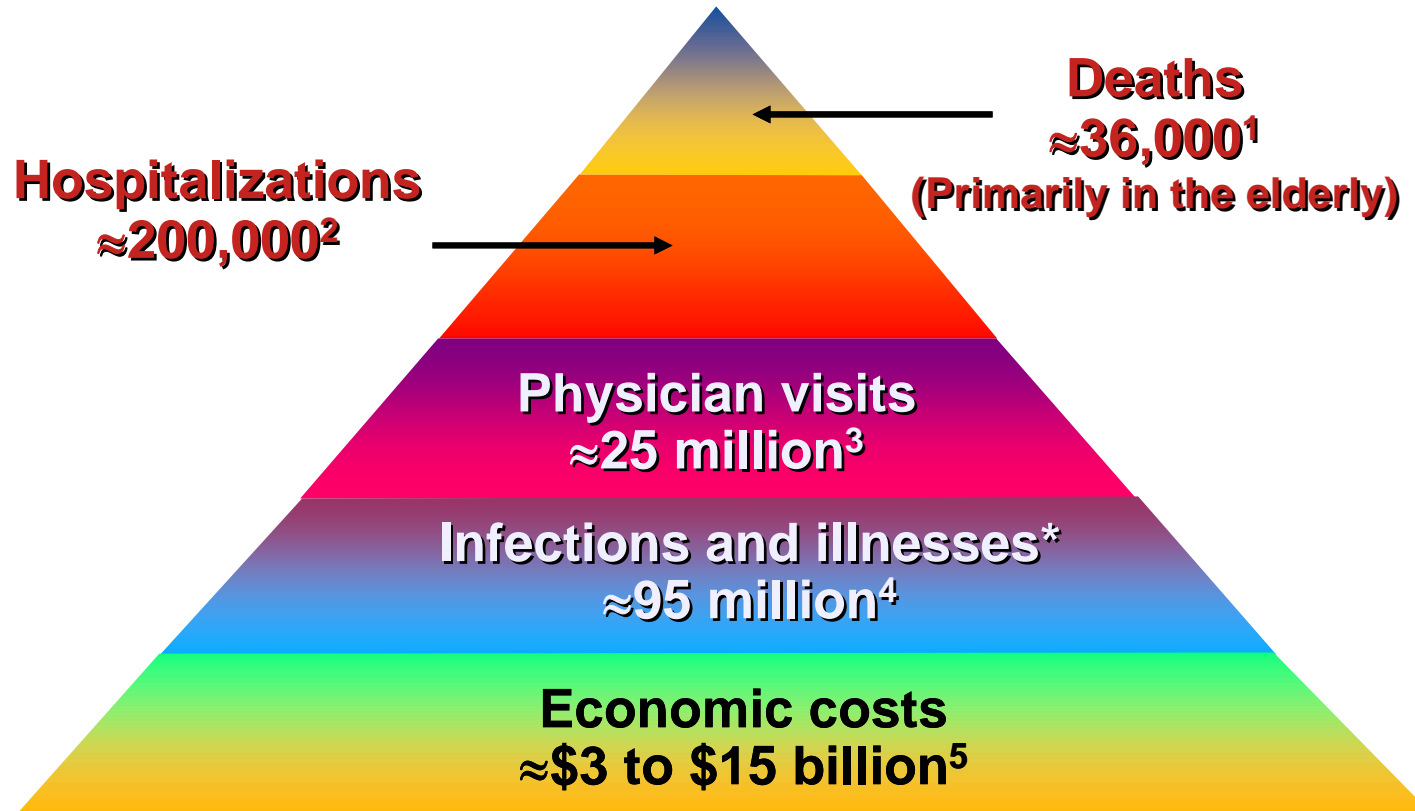 Deaths
≈36,000¹
(Primarily in the elderly)
Hospitalizations
≈200,000²
Physician visits
≈25 million³
Infections and illnesses*
≈95 million⁴
Economic costs
≈$3 to $15 billion⁵